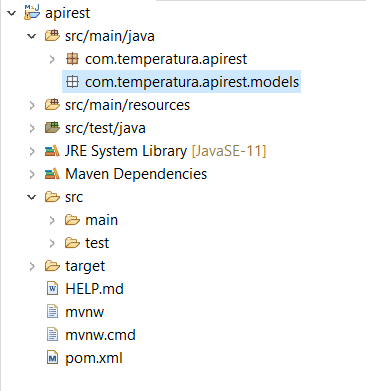 apirest
src/main/java
com.temperatura.apirest
com.temperatura.apirest.models
src/main/resources
src/test/java
JRE System Library [JavaSE-11]
Maven Dependencies
src
main
test
target
HELP.md
mvnw
mvnw.cmd
pom.xml